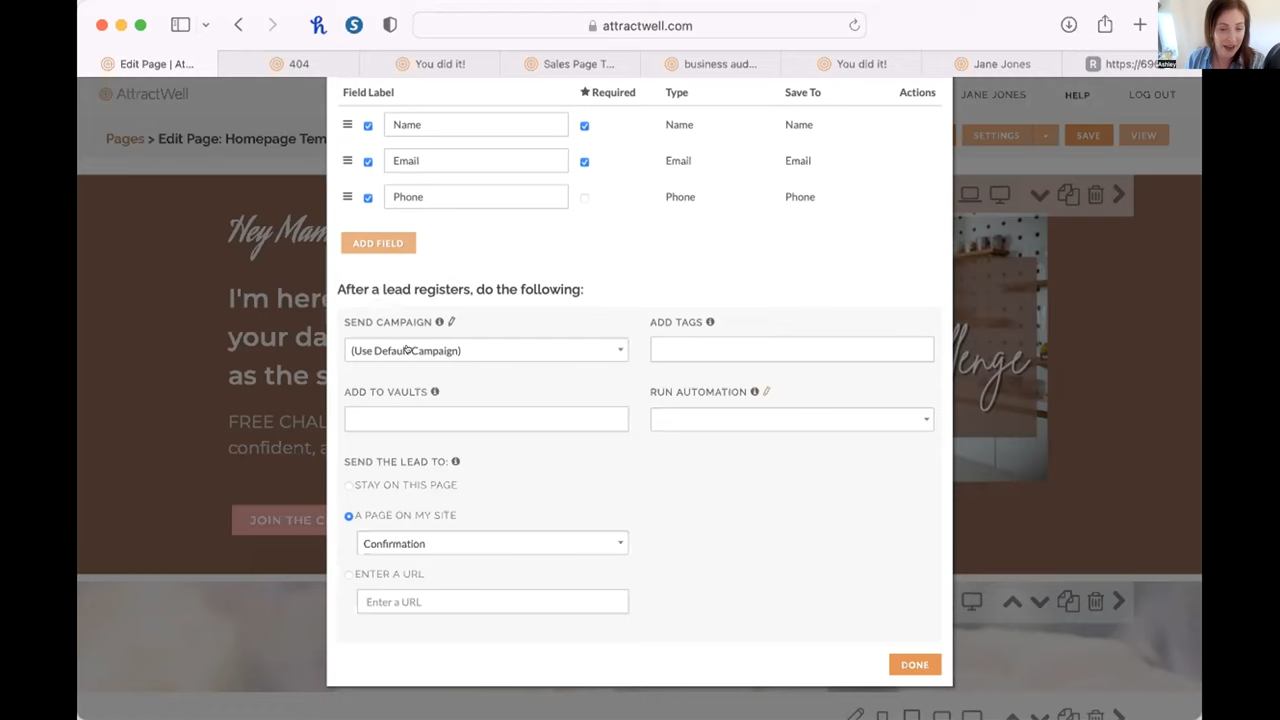 attractwell.com
Edit Page | At...
404
You did it!
Sales Page T...
business aud...
You did it!
Jane Jones
R
https://69
Ashley
AttractWell
JANE JONES
HELP
LOG OUT
Pages > Edit Page: Homepage Tem
SETTINGS
SAVE
VIEW
Field Label
★ Required
Type
Save To
Actions
Name
Name
Name
Email
Email
Email
Phone
Phone
Phone
ADD FIELD
After a lead registers, do the following:
SEND CAMPAIGN
ADD TAGS
(Use Default Campaign)
ADD TO VAULTS
RUN AUTOMATION
SEND THE LEAD TO:
STAY ON THIS PAGE
A PAGE ON MY SITE
Confirmation
ENTER A URL
Enter a URL
DONE
Hey Mam
I'm here
your da
as the s
FREE CHAL
confident, a
JOIN THE C